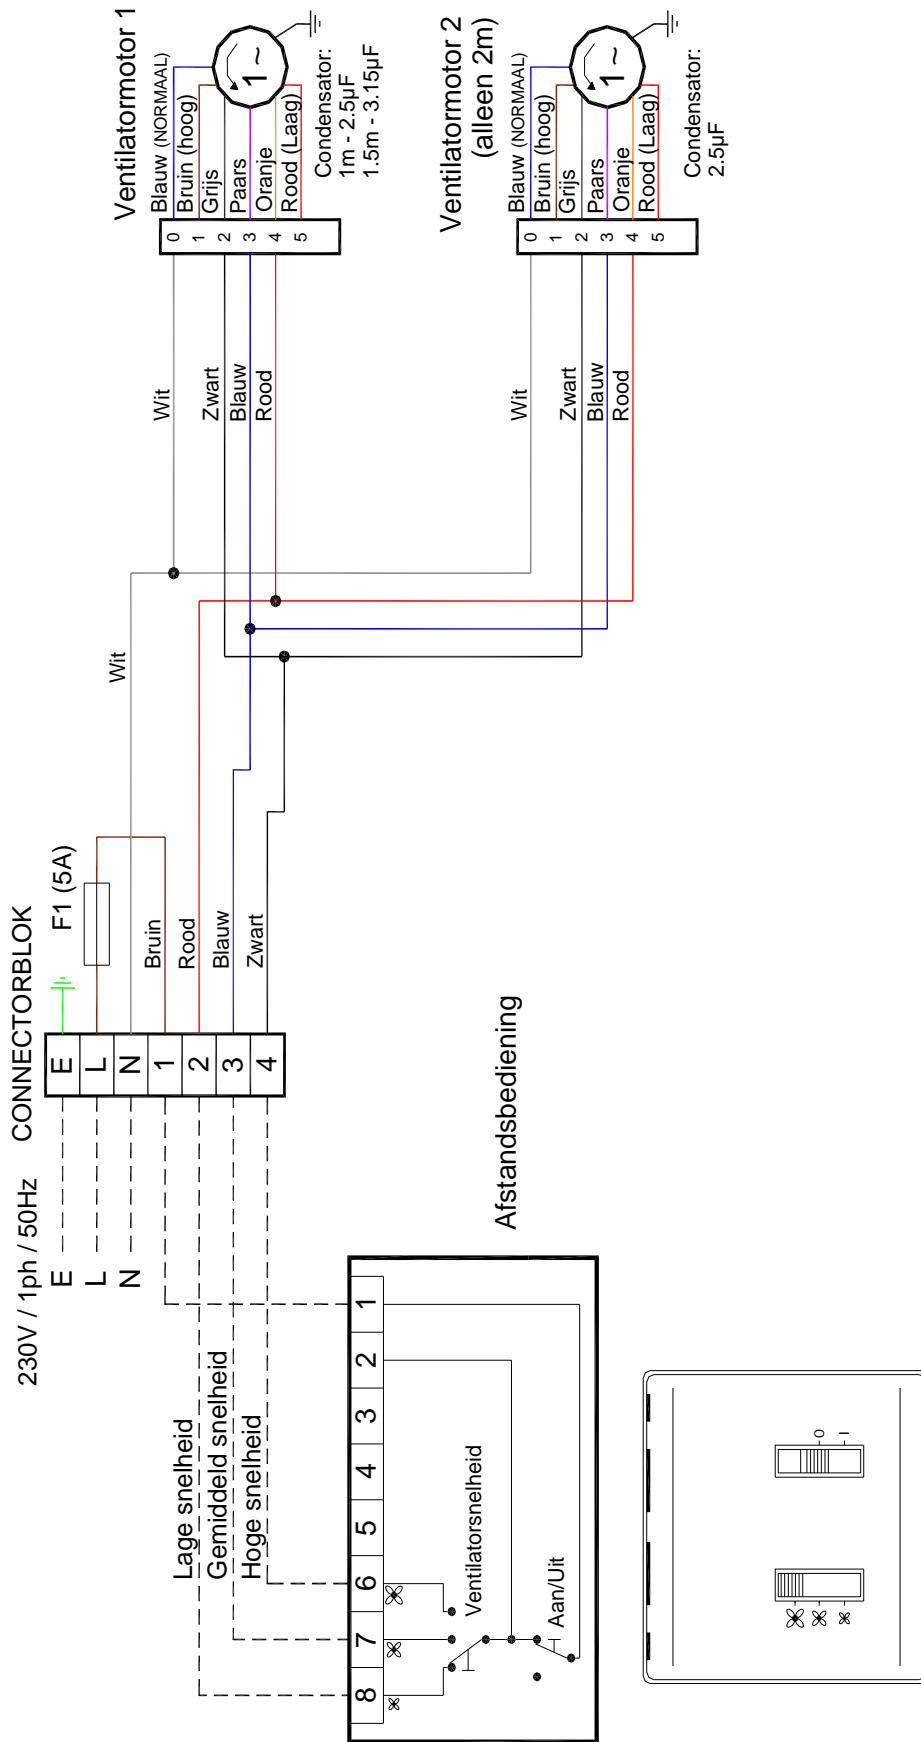 230V / 1ph / 50Hz
CONNECTORBLOK
E
L
N
E
L
N
1
2
3
4
F1 (5A)
Bruin
Rood
Blauw
Zwart
Wit
Wit
Zwart
Blauw
Rood
Wit
Zwart
Blauw
Rood
Ventilatormotor 1
Blauw (NORMAAL)
Bruin (hoog)
Grijs
Paars
Oranje
Rood (Laag)
0
1
2
3
4
5
1~
Condensator:
1m - 2.5µF
1.5m - 3.15µF
Ventilatormotor 2
(alleen 2m)
Blauw (NORMAAL)
Bruin (hoog)
Grijs
Paars
Oranje
Rood (Laag)
0
1
2
3
4
5
1~
Condensator:
2.5µF
Lage snelheid
Gemiddeld snelheid
Hoge snelheid
Afstandsbediening
8
7
6
5
4
3
2
1
Ventilatorsnelheid
Aan/Uit
O
I